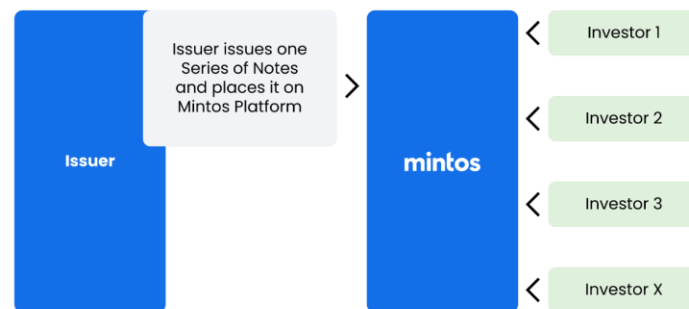 Issuer issues one
Series of Notes
and places it on
Mintos Platform
Issuer
mintos
Investor 1
Investor 2
Investor 3
Investor X